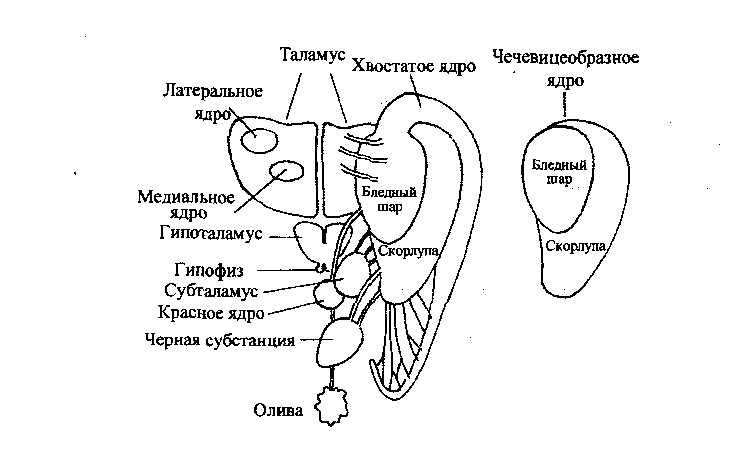 Таламус
Хвостатое ядро
Чечевицеобразное
ядро
Латеральное
ядро
Бледный
шар
Бледный
шар
Медиальное
ядро
Гипоталамус
Скорлупа
Скорлупа
Гипофиз
Субталамус
Красное ядро
Черная субстанция
Олива